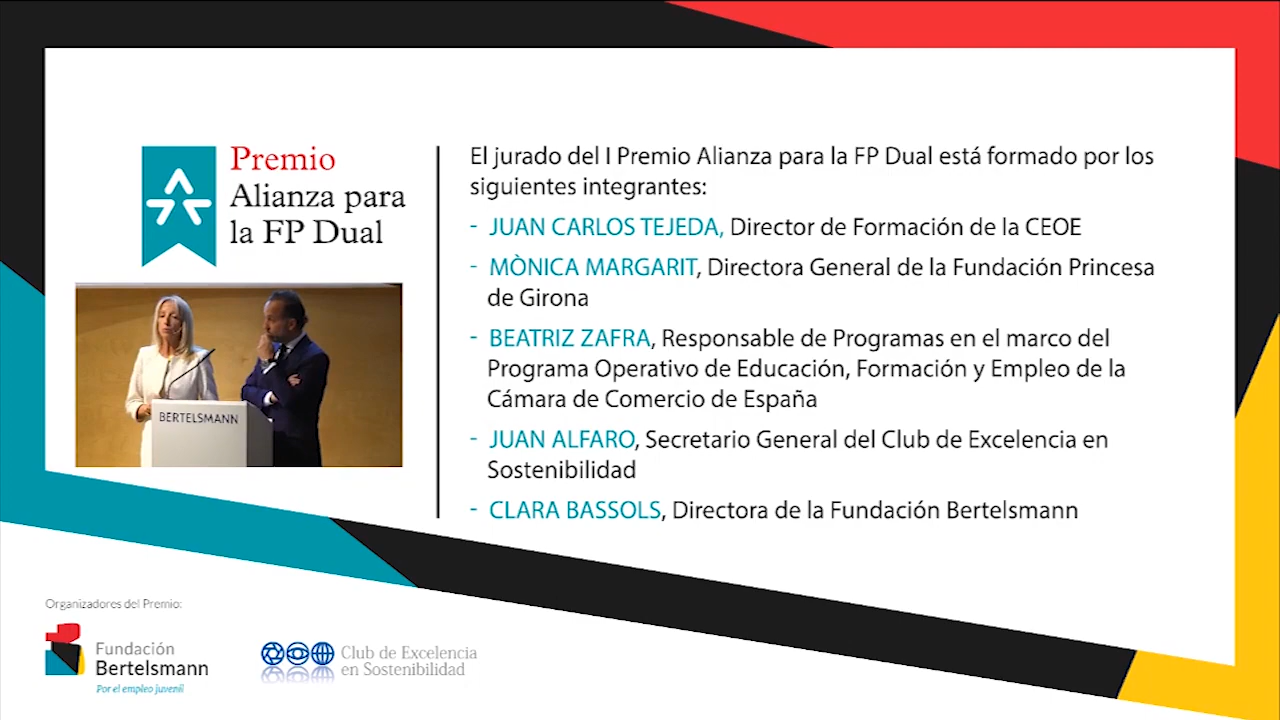 Premio
Alianza para
la FP Dual
BERTELSMANN
El jurado del I Premio Alianza para la FP Dual está formado por los
siguientes integrantes:
- JUAN CARLOS TEJEDA, Director de Formación de la CEOE
- MÒNICA MARGARIT, Directora General de la Fundación Princesa
de Girona
- BEATRIZ ZAFRA, Responsable de Programas en el marco del
Programa Operativo de Educación, Formación y Empleo de la
Cámara de Comercio de España
- JUAN ALFARO, Secretario General del Club de Excelencia en
Sostenibilidad
- CLARA BASSOLS, Directora de la Fundación Bertelsmann
Organizadores del Premio:
Fundación
Bertelsmann
Por el empleo juvenil
Club de Excelencia
en Sostenibilidad